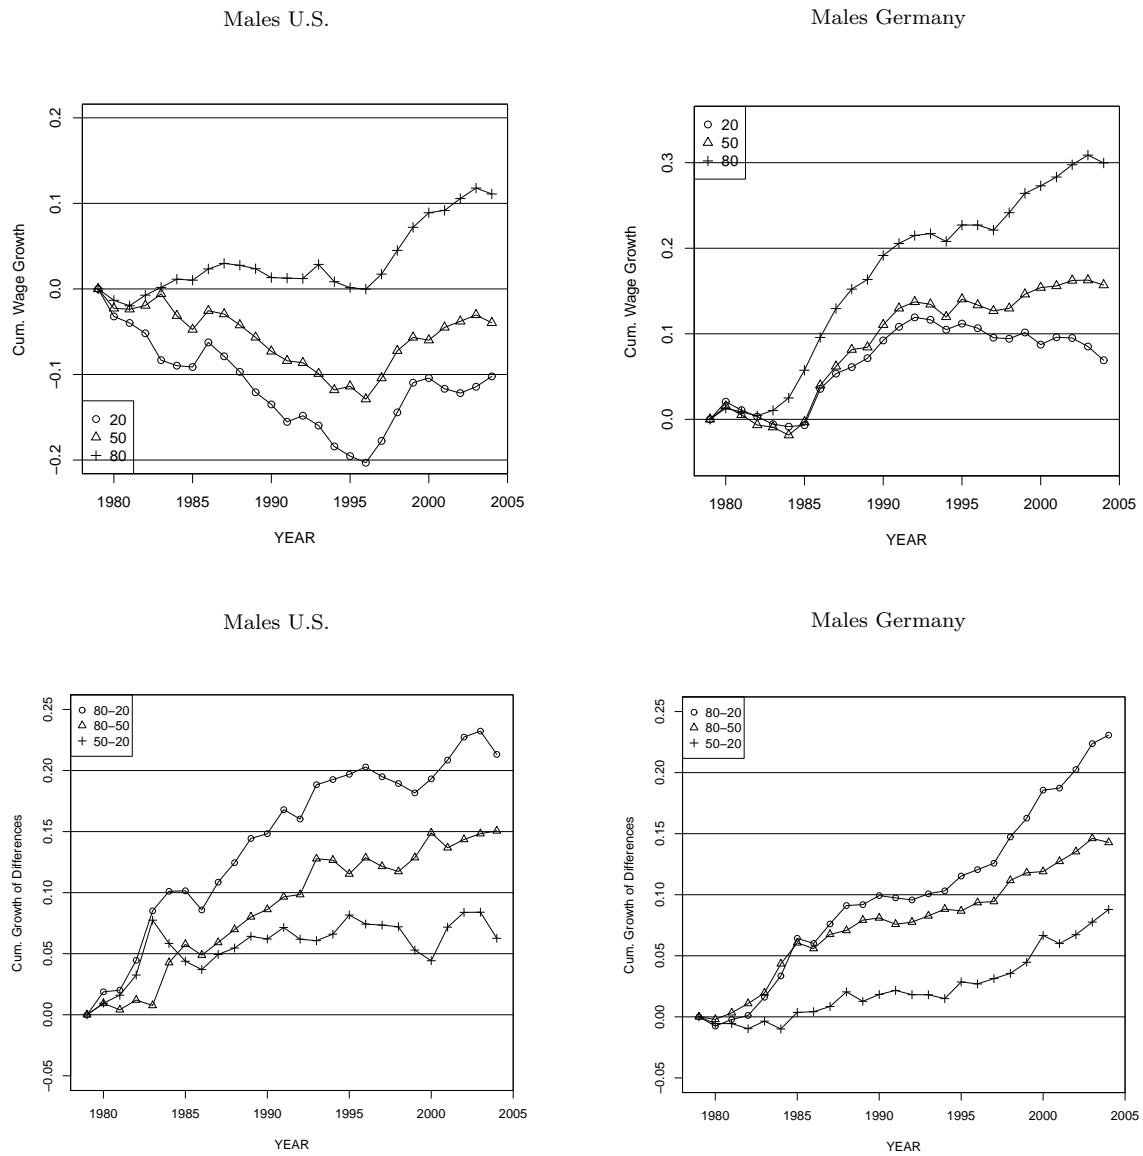 Males U.S.
Males Germany
0.2
0.1
0.0
−0.1
−0.2
Cum. Wage Growth
20
50
80
1980 1985 1990 1995 2000 2005
YEAR
0.3
0.2
0.1
0.0
Cum. Wage Growth
20
50
80
1980 1985 1990 1995 2000 2005
YEAR
Males U.S.
Males Germany
0.25
0.20
0.15
0.10
0.05
0.00
−0.05
Cum. Growth of Differences
80−20
80−50
50−20
1980 1985 1990 1995 2000 2005
YEAR
0.25
0.20
0.15
0.10
0.05
0.00
−0.05
Cum. Growth of Differences
80−20
80−50
50−20
1980 1985 1990 1995 2000 2005
YEAR